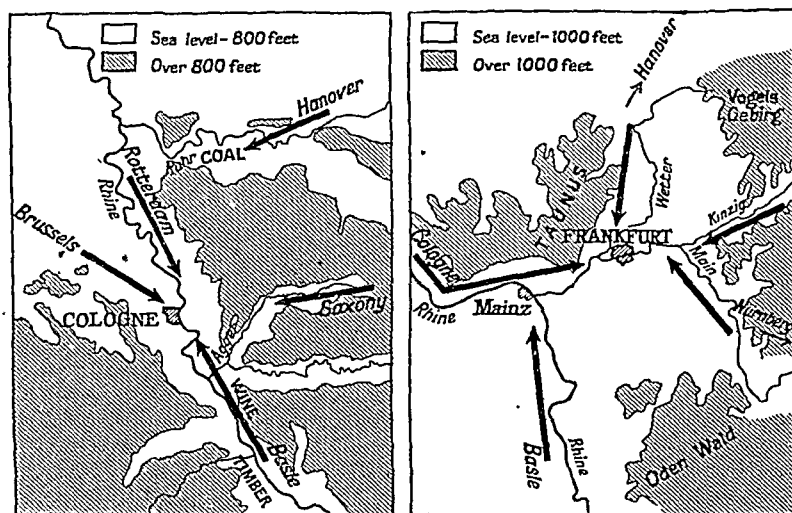 Sea level-800 feet
Over 800 feet
Hanover
Ruhr COAL
Rotterdam
Rhine
Brussels
COLOGNE
Saxony
Agger
WINE
Basle
TIMBER
Sea level-1000 feet
Over 1000 feet
Hanover
Vogels
Gebirg
TAUNUS
Wetter
Kinzig
FRANKFURT
Cologne
Main
Rhine
Mainz
Nürnberg
Basle
Rhine
Oden Wald